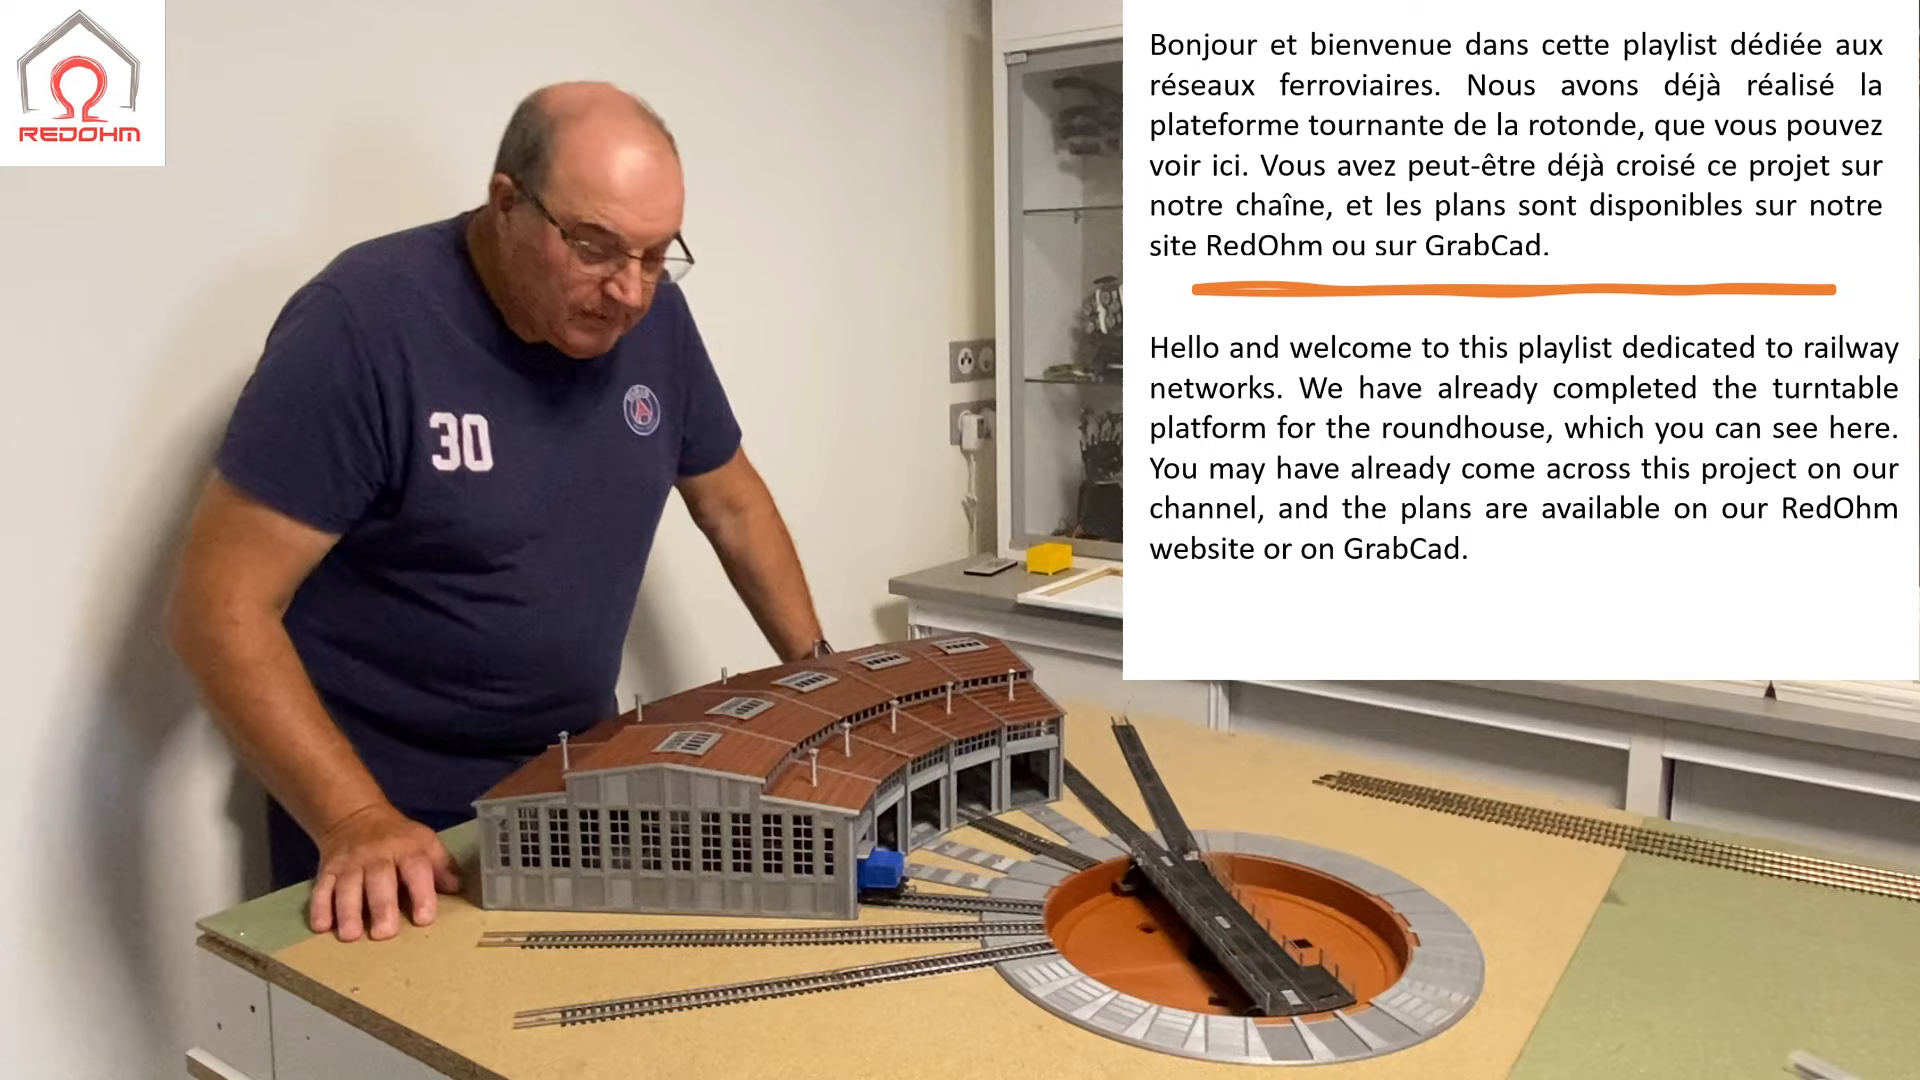 REDOHM
Bonjour et bienvenue dans cette playlist dédiée aux
réseaux ferroviaires. Nous avons déjà réalisé la
plateforme tournante de la rotonde, que vous pouvez
voir ici. Vous avez peut-être déjà croisé ce projet sur
notre chaîne, et les plans sont disponibles sur notre
site RedOhm ou sur GrabCad.
Hello and welcome to this playlist dedicated to railway
networks. We have already completed the turntable
platform for the roundhouse, which you can see here.
You may have already come across this project on our
channel, and the plans are available on our RedOhm
website or on GrabCad.
30